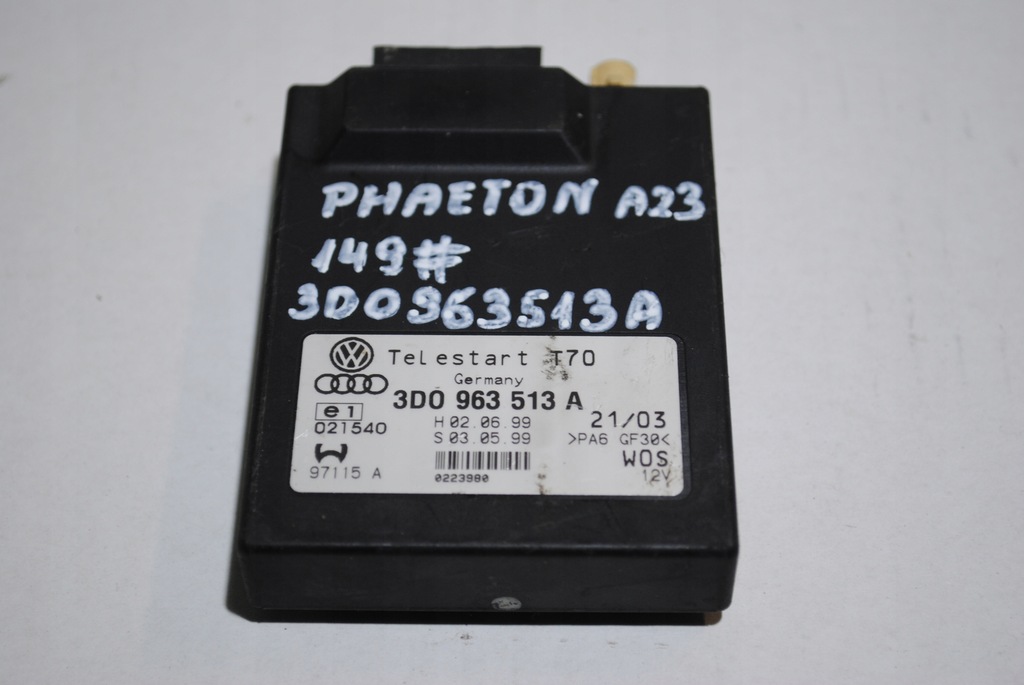 PHAETON A23
149#
3D0963513A
Telestart T70
Germany
3D0 963 513 A
e1
021540
H 02.06.99
S 03.05.99
21/03
>PA6 GF30<
W0S
12V
97115 A
0223980